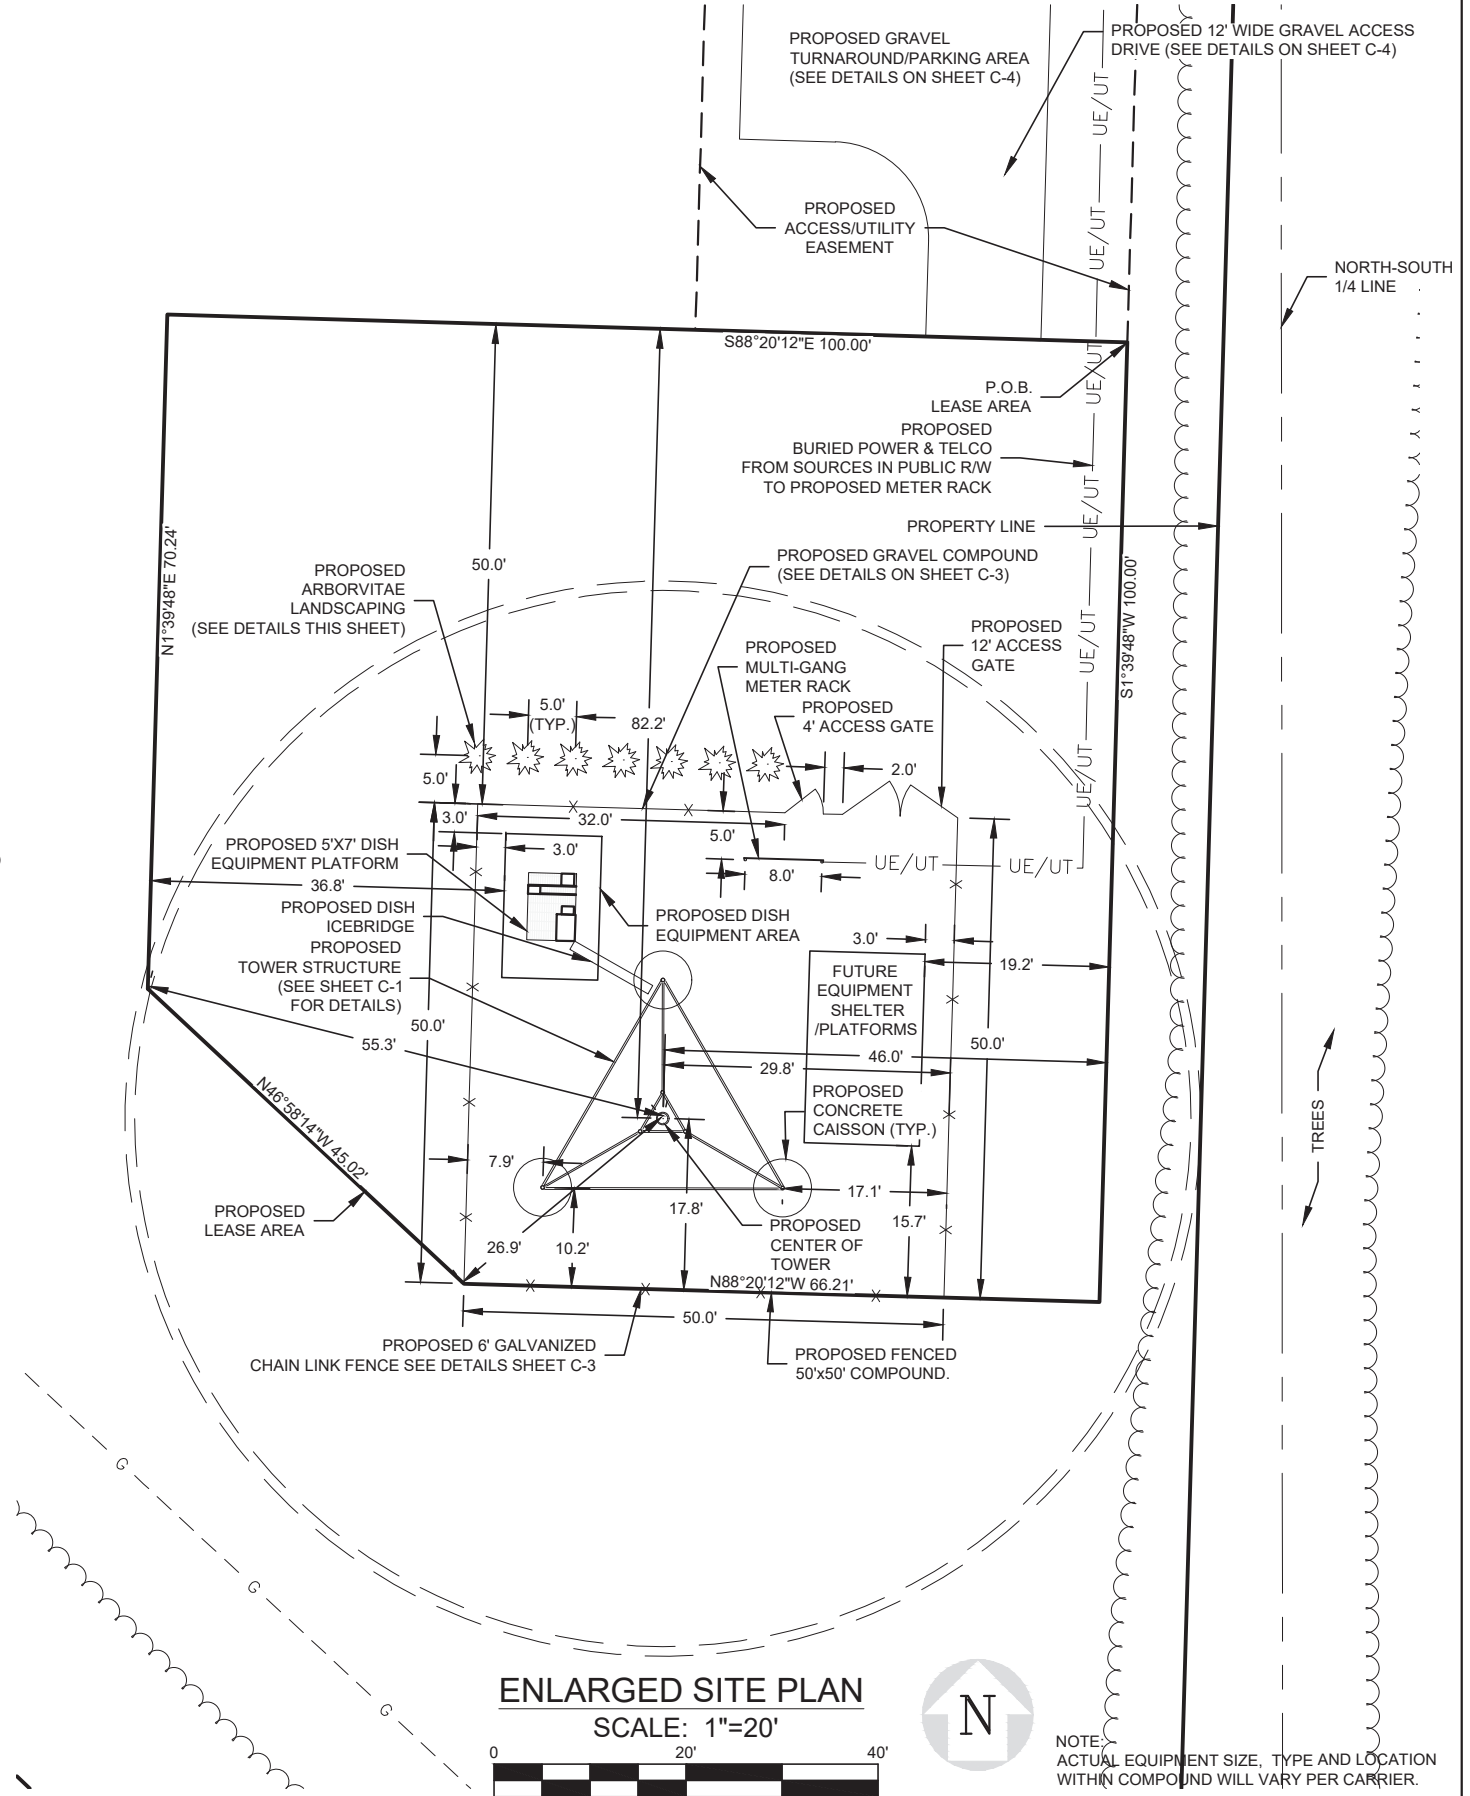 PROPOSED GRAVEL
TURNAROUND/PARKING AREA
(SEE DETAILS ON SHEET C-4)
PROPOSED 12' WIDE GRAVEL ACCESS
DRIVE (SEE DETAILS ON SHEET C-4)
UE/UT
PROPOSED
ACCESS/UTILITY
EASEMENT
UE/UT
NORTH-SOUTH
1/4 LINE
S88°20'12"E 100.00'
UE/UT
P.O.B.
LEASE AREA
PROPOSED
BURIED POWER & TELCO
FROM SOURCES IN PUBLIC R/W
TO PROPOSED METER RACK
UE/UT
PROPERTY LINE
N1°39'48"E 70.24'
50.0'
PROPOSED GRAVEL COMPOUND
(SEE DETAILS ON SHEET C-3)
S1°39'48"W 100.00'
PROPOSED
ARBORVITAE
LANDSCAPING
(SEE DETAILS THIS SHEET)
PROPOSED
MULTI-GANG
METER RACK
PROPOSED
12' ACCESS
GATE
UE/UT
5.0'
(TYP.)
82.2'
PROPOSED
4' ACCESS GATE
5.0'
2.0'
UE/UT
3.0'
32.0'
5.0'
PROPOSED 5'X7' DISH
EQUIPMENT PLATFORM
3.0'
UE/UT
UE/UT
36.8'
8.0'
PROPOSED DISH
ICEBRIDGE
PROPOSED DISH
EQUIPMENT AREA
PROPOSED
TOWER STRUCTURE
(SEE SHEET C-1
FOR DETAILS)
3.0'
19.2'
FUTURE
EQUIPMENT
SHELTER
/PLATFORMS
50.0'
55.3'
50.0'
46.0'
29.8'
PROPOSED
CONCRETE
CAISSON (TYP.)
N46°58'14"W 45.02'
TREES
7.9'
17.1'
PROPOSED
LEASE AREA
17.8'
15.7'
26.9'
10.2'
PROPOSED
CENTER OF
TOWER
N88°20'12"W 66.21'
50.0'
PROPOSED 6' GALVANIZED
CHAIN LINK FENCE SEE DETAILS SHEET C-3
PROPOSED FENCED
50'x50' COMPOUND.
G
G
G
ENLARGED SITE PLAN
SCALE: 1"=20'
0 20' 40'
N
NOTE:
ACTUAL EQUIPMENT SIZE, TYPE AND LOCATION
WITHIN COMPOUND WILL VARY PER CARRIER.